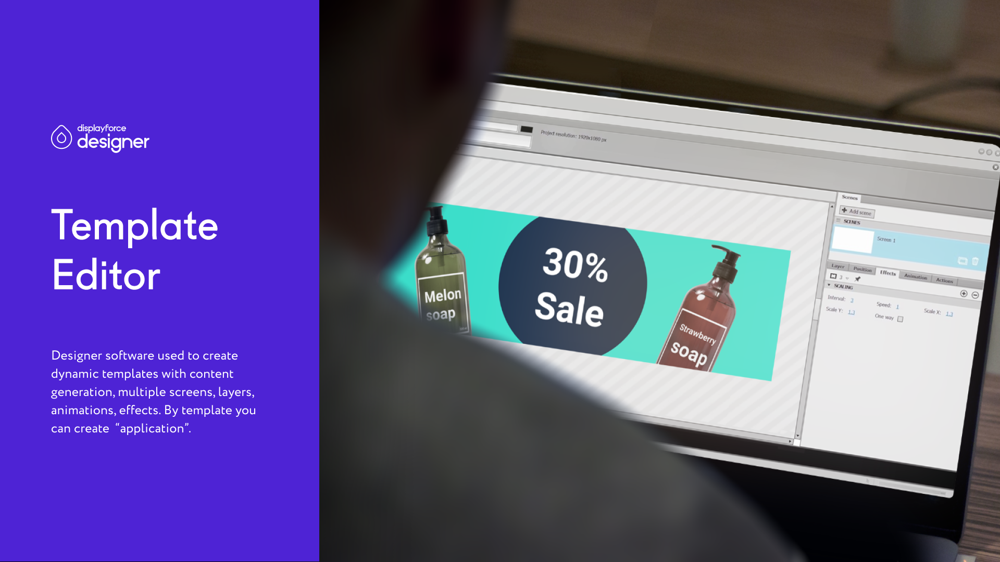 displayforce
designer
Template
Editor
Designer software used to create
dynamic templates with content
generation, multiple screens, layers,
animations, effects. By template you
can create “application”.
Project resolution: 1920x1080 px
Melon
soap
30%
Sale
Strawberry
soap
Scenes
Add scene
SCENES
Screen 1
Layer Position Effects Animation Actions
3
SCALING
Interval: 3 Speed: 1 Scale X: 1,3
Scale Y: 1,3 One way